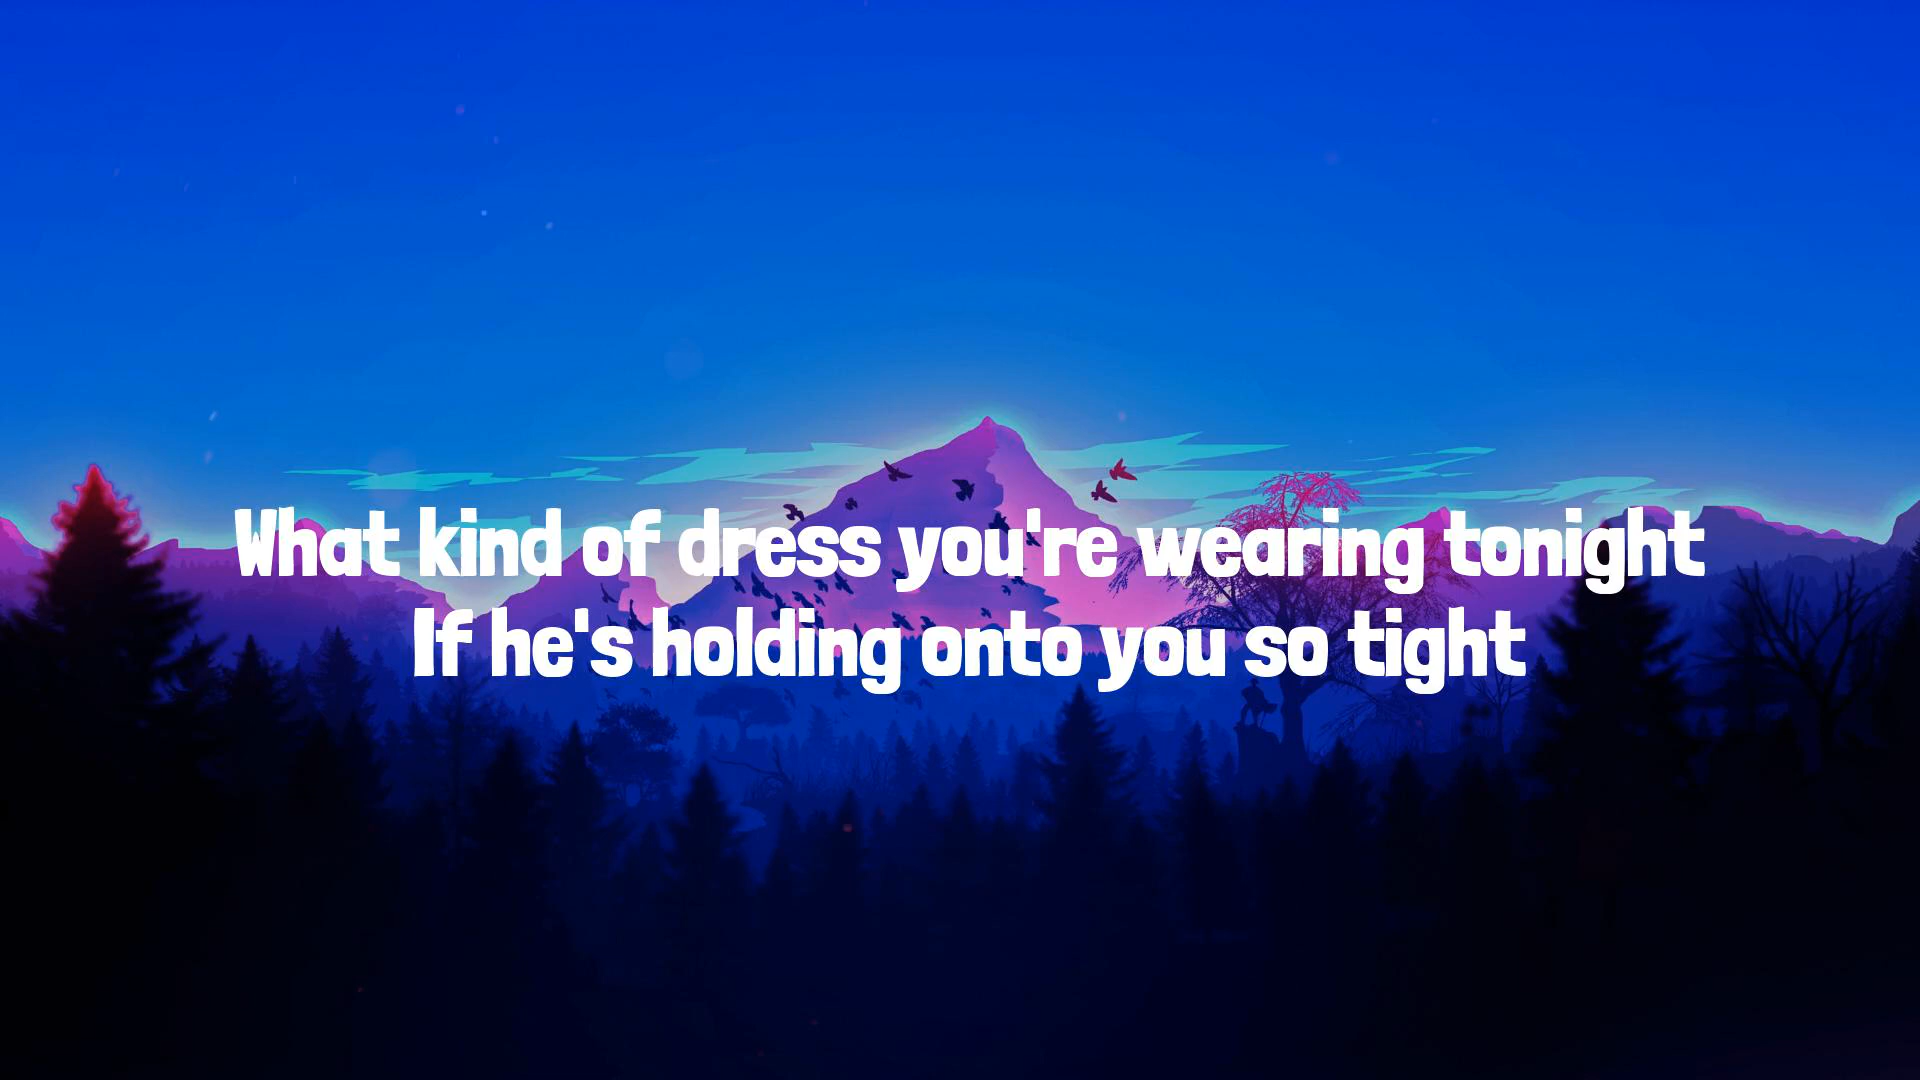 What kind of dress you're wearing tonight
If he's holding onto you so tight